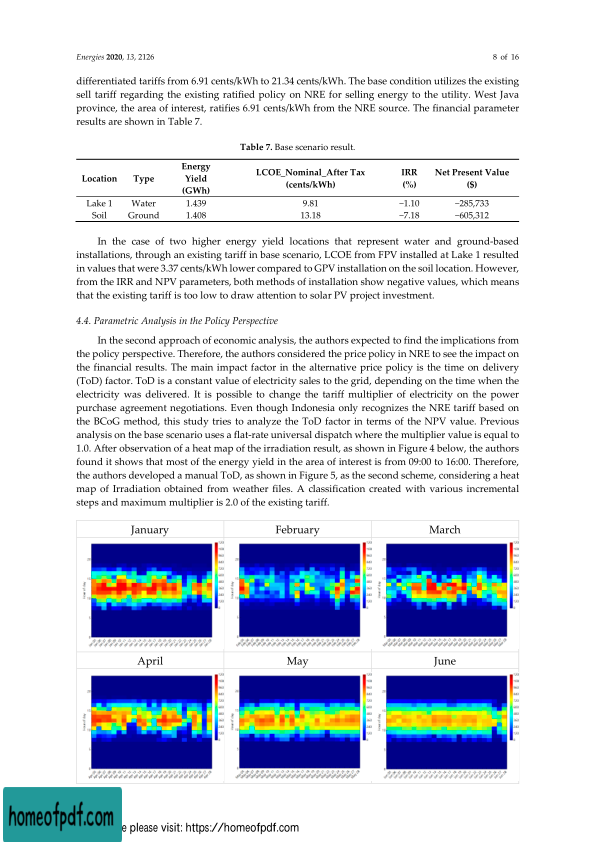 Energies 2020, 13, 2126
8 of 16
differentiated tariffs from 6.91 cents/kWh to 21.34 cents/kWh. The base condition utilizes the existing
sell tariff regarding the existing ratified policy on NRE for selling energy to the utility. West Java
province, the area of interest, ratifies 6.91 cents/kWh from the NRE source. The financial parameter
results are shown in Table 7.
Table 7. Base scenario result.
Location Type Energy Yield (GWh) LCOE_Nominal_After Tax (cents/kWh) IRR (%) Net Present Value ($)
Lake 1 Water 1.439 9.81 −1.10 −285,733
Soil Ground 1.408 13.18 −7.18 −605,312
In the case of two higher energy yield locations that represent water and ground-based
installations, through an existing tariff in base scenario, LCOE from FPV installed at Lake 1 resulted
in values that were 3.37 cents/kWh lower compared to GPV installation on the soil location. However,
from the IRR and NPV parameters, both methods of installation show negative values, which means
that the existing tariff is too low to draw attention to solar PV project investment.
4.4. Parametric Analysis in the Policy Perspective
In the second approach of economic analysis, the authors expected to find the implications from
the policy perspective. Therefore, the authors considered the price policy in NRE to see the impact on
the financial results. The main impact factor in the alternative price policy is the time on delivery
(ToD) factor. ToD is a constant value of electricity sales to the grid, depending on the time when the
electricity was delivered. It is possible to change the tariff multiplier of electricity on the power
purchase agreement negotiations. Even though Indonesia only recognizes the NRE tariff based on
the BCoG method, this study tries to analyze the ToD factor in terms of the NPV value. Previous
analysis on the base scenario uses a flat-rate universal dispatch where the multiplier value is equal to
1.0. After observation of a heat map of the irradiation result, as shown in Figure 4 below, the authors
found it shows that most of the energy yield in the area of interest is from 09:00 to 16:00. Therefore,
the authors developed a manual ToD, as shown in Figure 5, as the second scheme, considering a heat
map of Irradiation obtained from weather files. A classification created with various incremental
steps and maximum multiplier is 2.0 of the existing tariff.
January February March
April May June
homeofpdf.com
e please visit: https://homeofpdf.com